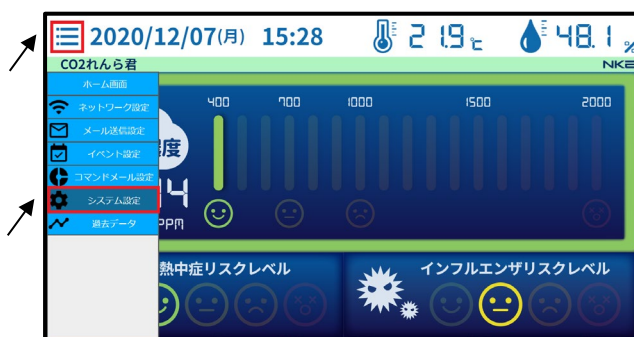 2020/12/07(月) 15:28 21.9℃ 48.1 %
CO2れんら君 NKE
ホーム画面
ネットワーク設定
メール送信設定
イベント設定
コマンドメール設定
システム設定
過去データ
400 700 1000 1500 2000
度
PPM
熱中症リスクレベル インフルエンザリスクレベル